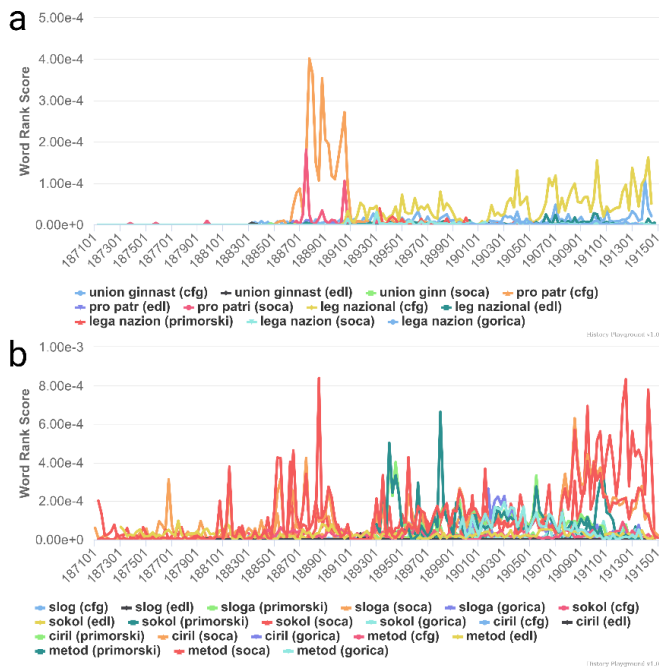 a
5.00e-4
4.00e-4
3.00e-4
2.00e-4
1.00e-4
0.00e+0
Word Rank Score
187101 187301 187501 187701 187901 188101 188301 188501 188701 188901 189101 189301 189501 189701 189901 190101 190301 190501 190701 190901 191101 191301 191501
union ginnast (cfg) union ginnast (edl) union ginn (soca) pro patr (cfg)
pro patr (edl) pro patri (soca) leg nazional (cfg) leg nazional (edl)
lega nazion (primorski) lega nazion (soca) lega nazion (gorica)
History Playground v1.0
b
1.00e-3
8.00e-4
6.00e-4
4.00e-4
2.00e-4
0.00e+0
Word Rank Score
187101 187301 187501 187701 187901 188101 188301 188501 188701 188901 189101 189301 189501 189701 189901 190101 190301 190501 190701 190901 191101 191301 191501
slog (cfg) slog (edl) sloga (primorski) sloga (soca) sloga (gorica) sokol (cfg)
sokol (edl) sokol (primorski) sokol (soca) sokol (gorica) ciril (cfg) ciril (edl)
ciril (primorski) ciril (soca) ciril (gorica) metod (cfg) metod (edl)
metod (primorski) metod (soca) metod (gorica)
History Playground v1.0